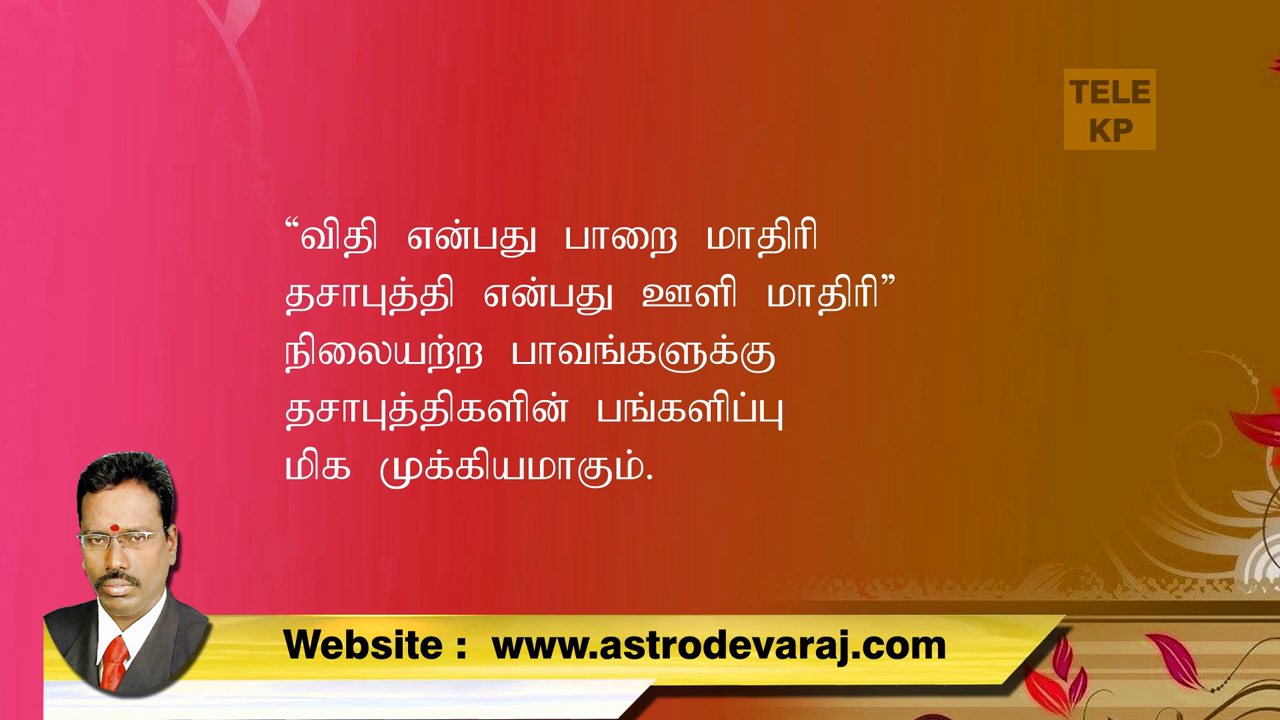 TELE
KP
“விதி என்பது பாறை மாதிரி
தசாபுத்தி என்பது ஊளி மாதிரி”
நிலையற்ற பாவங்களுக்கு
தசாபுத்திகளின் பங்களிப்பு
மிக முக்கியமாகும்.
Website : www.astrodevaraj.com